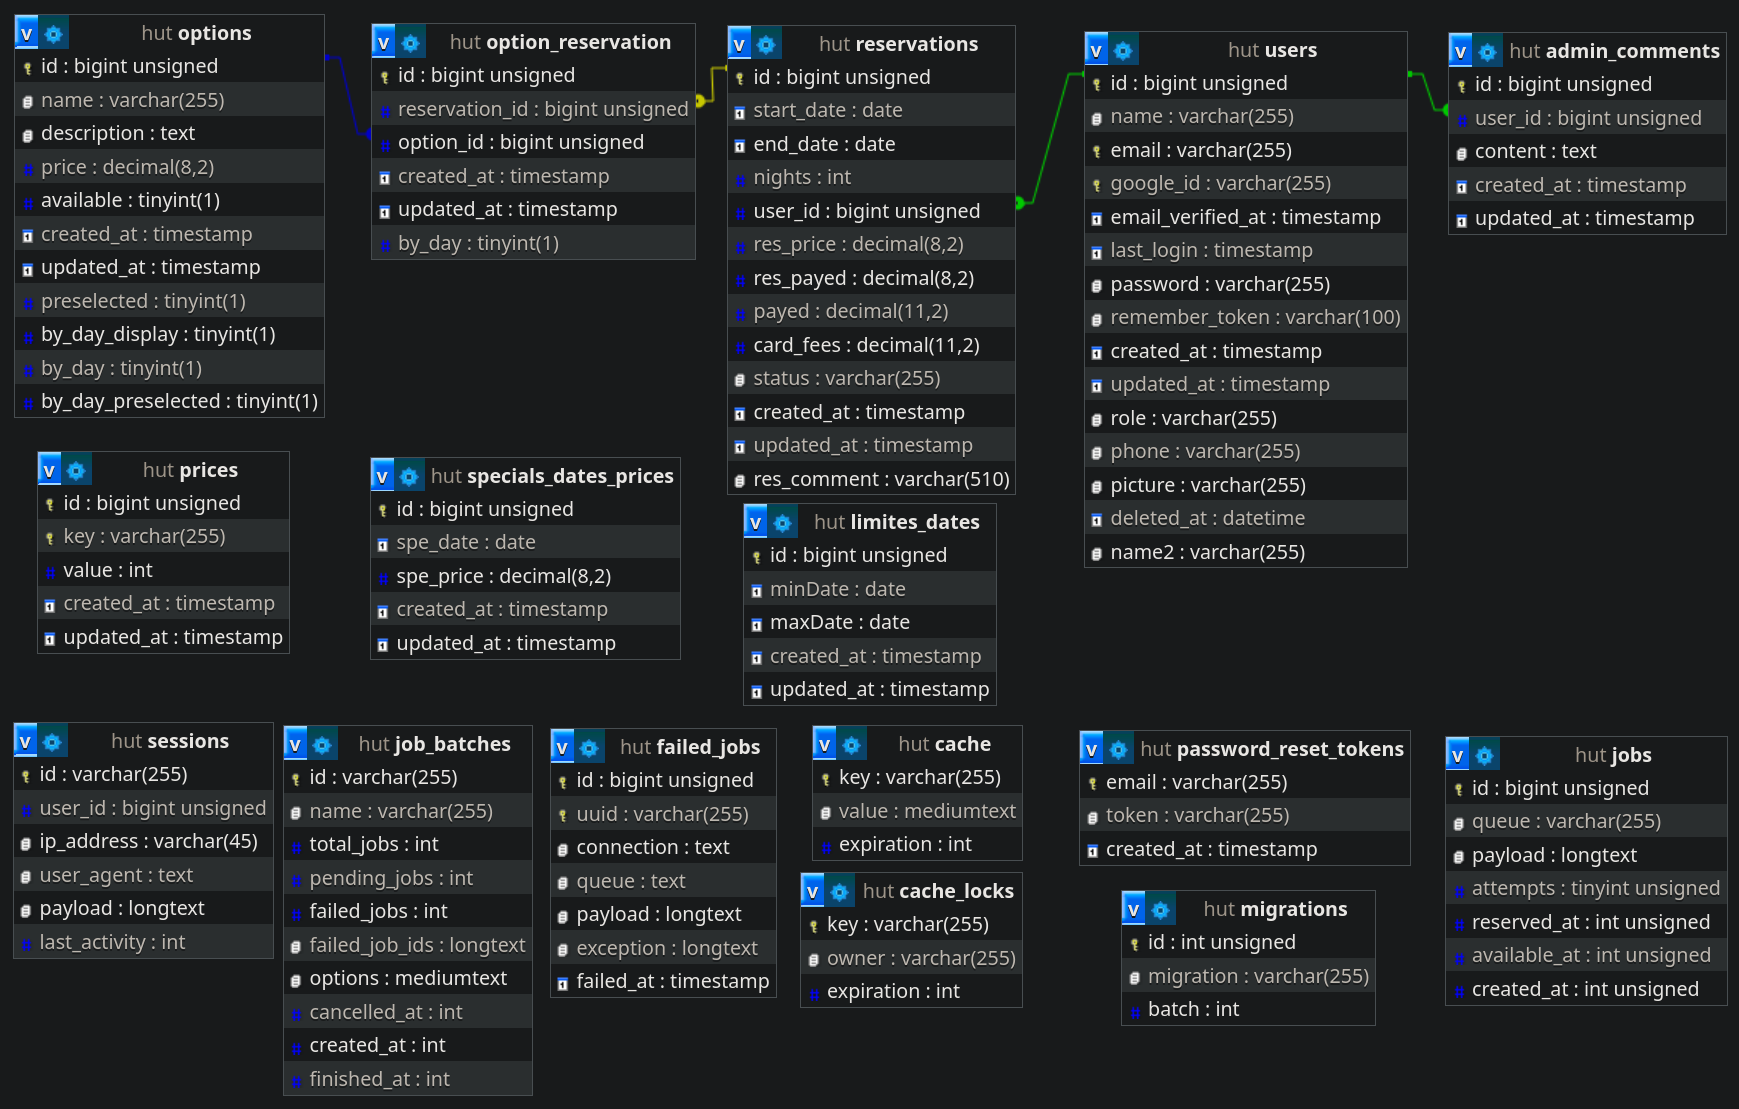 v hut options
id : bigint unsigned
name : varchar(255)
description : text
price : decimal(8,2)
available : tinyint(1)
created_at : timestamp
updated_at : timestamp
preselected : tinyint(1)
by_day_display : tinyint(1)
by_day : tinyint(1)
by_day_preselected : tinyint(1)
v hut option_reservation
id : bigint unsigned
reservation_id : bigint unsigned
option_id : bigint unsigned
created_at : timestamp
updated_at : timestamp
by_day : tinyint(1)
v hut reservations
id : bigint unsigned
start_date : date
end_date : date
nights : int
user_id : bigint unsigned
res_price : decimal(8,2)
res_payed : decimal(8,2)
payed : decimal(11,2)
card_fees : decimal(11,2)
status : varchar(255)
created_at : timestamp
updated_at : timestamp
res_comment : varchar(510)
v hut users
id : bigint unsigned
name : varchar(255)
email : varchar(255)
google_id : varchar(255)
email_verified_at : timestamp
last_login : timestamp
password : varchar(255)
remember_token : varchar(100)
created_at : timestamp
updated_at : timestamp
role : varchar(255)
phone : varchar(255)
picture : varchar(255)
deleted_at : datetime
name2 : varchar(255)
v hut admin_comments
id : bigint unsigned
user_id : bigint unsigned
content : text
created_at : timestamp
updated_at : timestamp
v hut prices
id : bigint unsigned
key : varchar(255)
value : int
created_at : timestamp
updated_at : timestamp
v hut specials_dates_prices
id : bigint unsigned
spe_date : date
spe_price : decimal(8,2)
created_at : timestamp
updated_at : timestamp
v hut limites_dates
id : bigint unsigned
minDate : date
maxDate : date
created_at : timestamp
updated_at : timestamp
v hut sessions
id : varchar(255)
user_id : bigint unsigned
ip_address : varchar(45)
user_agent : text
payload : longtext
last_activity : int
v hut job_batches
id : varchar(255)
name : varchar(255)
total_jobs : int
pending_jobs : int
failed_jobs : int
failed_job_ids : longtext
options : mediumtext
cancelled_at : int
created_at : int
finished_at : int
v hut failed_jobs
id : bigint unsigned
uuid : varchar(255)
connection : text
queue : text
payload : longtext
exception : longtext
failed_at : timestamp
v hut cache
key : varchar(255)
value : mediumtext
expiration : int
v hut cache_locks
key : varchar(255)
owner : varchar(255)
expiration : int
v hut password_reset_tokens
email : varchar(255)
token : varchar(255)
created_at : timestamp
v hut migrations
id : int unsigned
migration : varchar(255)
batch : int
v hut jobs
id : bigint unsigned
queue : varchar(255)
payload : longtext
attempts : tinyint unsigned
reserved_at : int unsigned
available_at : int unsigned
created_at : int unsigned